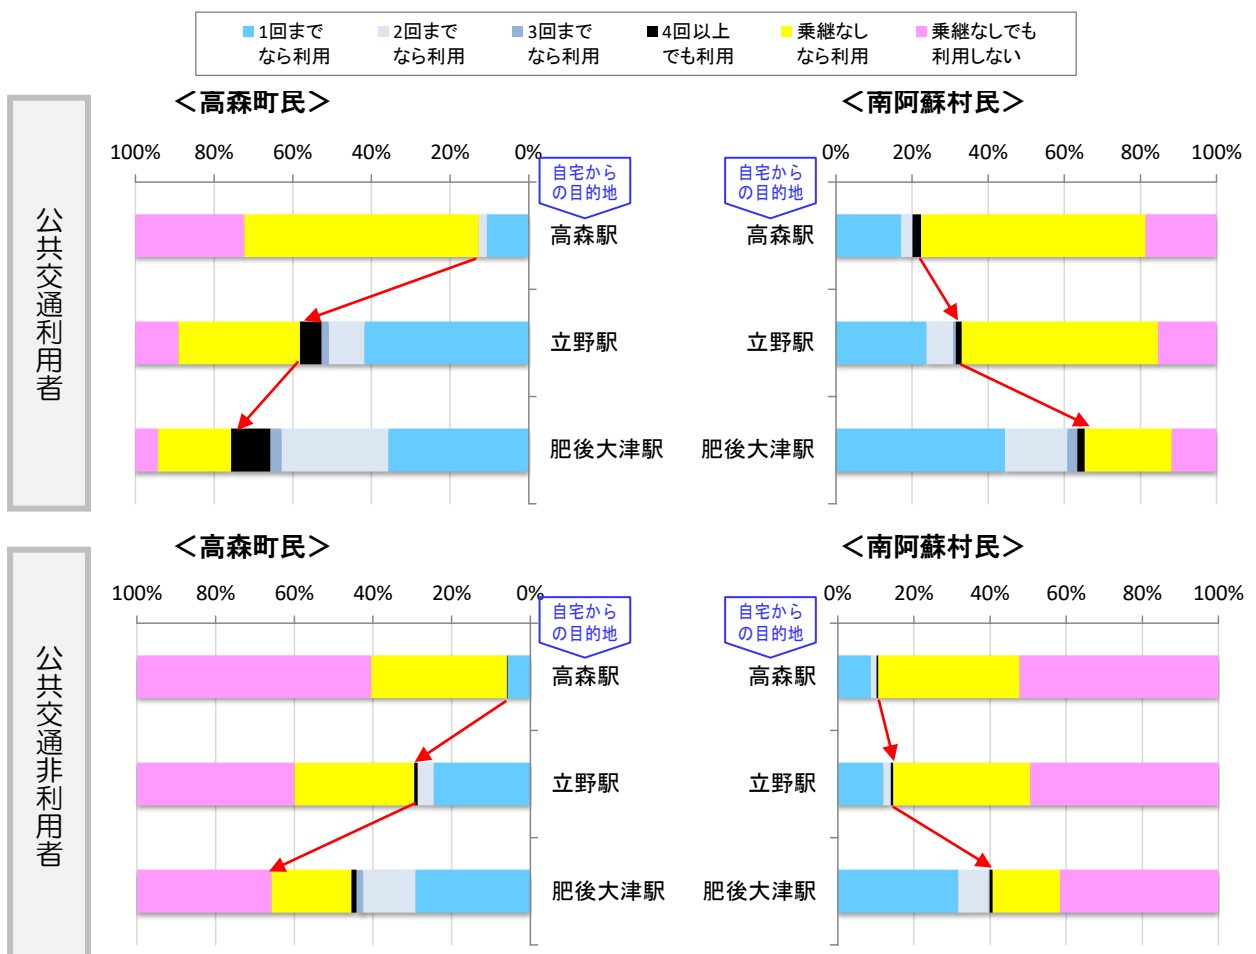 1回まで
なら利用
2回まで
なら利用
3回まで
なら利用
4回以上
でも利用
乗継なし
なら利用
乗継なしでも
利用しない
公共交通利用者
＜高森町民＞
100% 80% 60% 40% 20% 0%
自宅から
の目的地
高森駅
立野駅
肥後大津駅
＜南阿蘇村民＞
0% 20% 40% 60% 80% 100%
自宅から
の目的地
高森駅
立野駅
肥後大津駅
公共交通非利用者
＜高森町民＞
100% 80% 60% 40% 20% 0%
自宅から
の目的地
高森駅
立野駅
肥後大津駅
＜南阿蘇村民＞
0% 20% 40% 60% 80% 100%
自宅から
の目的地
高森駅
立野駅
肥後大津駅